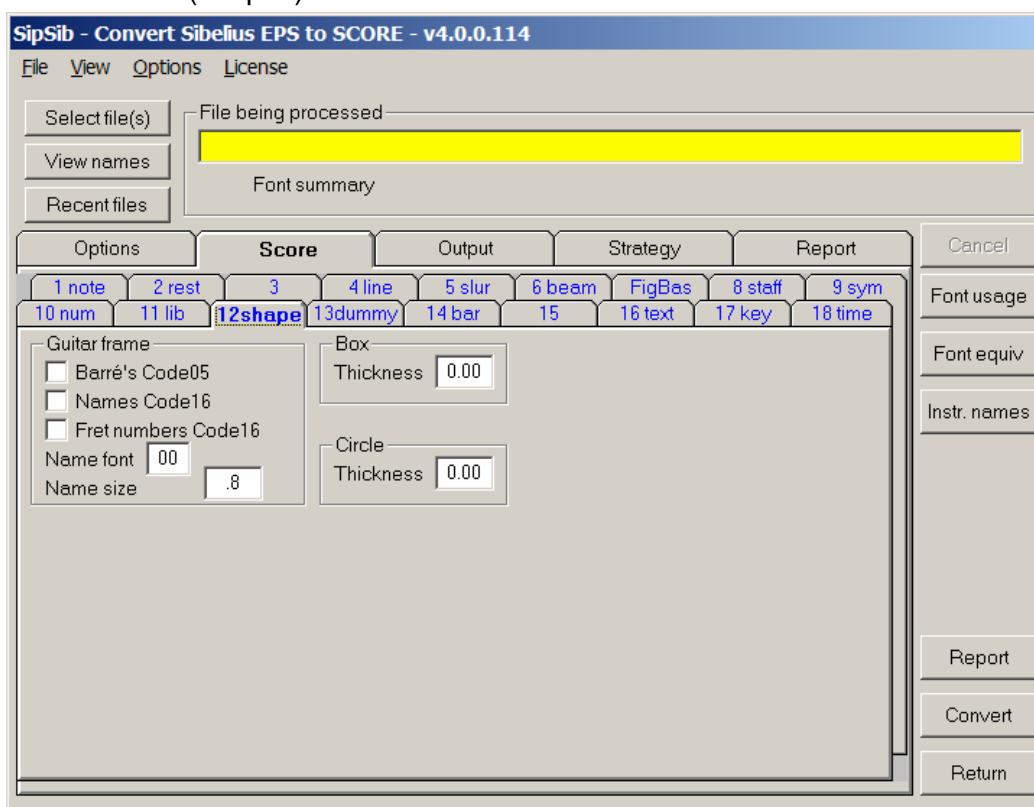 SipSib - Convert Sibelius EPS to SCORE - v4.0.0.114
File View Options License
Select file(s)
File being processed
View names
Font summary
Recent files
Options Score Output Strategy Report
Cancel
1 note 2 rest 3 4 line 5 slur 6 beam FigBas 8 staff 9 sym
10 num 11 lib 12shape 13dummy 14 bar 15 16 text 17 key 18 time
Font usage
Guitar frame
Barré's Code05
Names Code16
Fret numbers Code16
Name font 00
Name size .8
Box
Thickness 0.00
Circle
Thickness 0.00
Font equiv
Instr. names
Report
Convert
Return